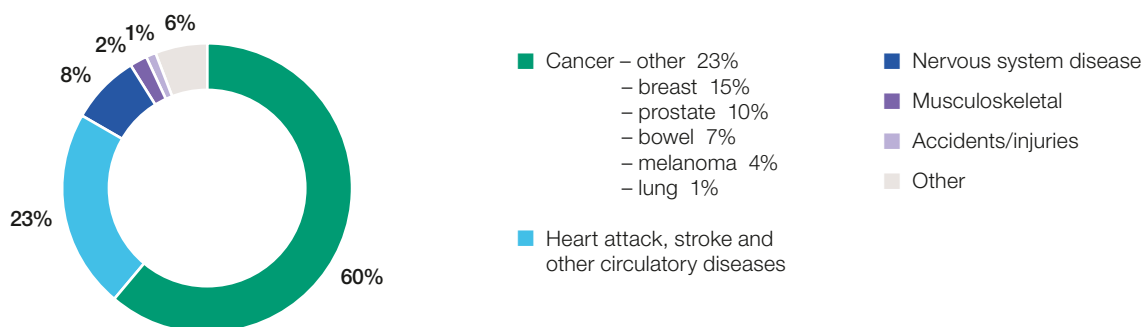 6%
1%
2%
8%
23%
60%
Cancer – other 23%
– breast 15%
– prostate 10%
– bowel 7%
– melanoma 4%
– lung 1%
Heart attack, stroke and
other circulatory diseases
Nervous system disease
Musculoskeletal
Accidents/injuries
Other